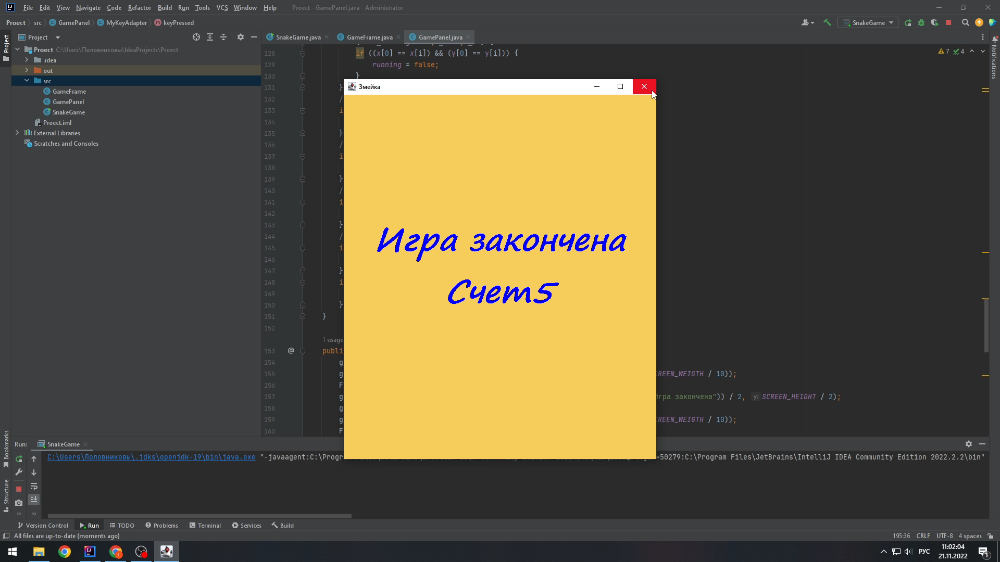 File Edit View Navigate Code Refactor Build Run Tools VCS Window Help Proect - GamePanel.java - Administrator
Proect src GamePanel MyKeyAdapter keyPressed SnakeGame
Project SnakeGame.java GameFrame.java GamePanel.java
Project
Notifications
Proect C:\Users\Половниковы\IdeaProjects\Proect
.idea
out
src
GameFrame
GamePanel
SnakeGame
Proect.iml
External Libraries
Scratches and Consoles
7 4
128 if ((x[0] == x[i]) && (y[0] == y[i])) {
129 running = false;
130 }
131 }
132 /
133 i
134
135 }
136 /
137 i
138
139 }
140 /
141 i
142
143 }
144 /
145 i
146
147 }
148 i
149
150 }
151 }
152
1 usage
153 @ publi
154 g
155 g CREEN_WEIGTH / 10));
156 F
157 g Игра закончена")) / 2, y: SCREEN_HEIGHT / 2);
158 g
159 g CREEN_WEIGTH / 10));
160 F
Змейка
Игра закончена
Счет5
Bookmarks
Structure
Run: SnakeGame
C:\Users\Половниковы\.jdks\openjdk-19\bin\java.exe "-javaagent:C:\Progr =50279:C:\Program Files\JetBrains\IntelliJ IDEA Community Edition 2022.2.2\bin"
Version Control Run TODO Problems Terminal Services Build
All files are up-to-date (moments ago) 195:36 CRLF UTF-8 4 spaces
РУС 11:02:04
21.11.2022
1